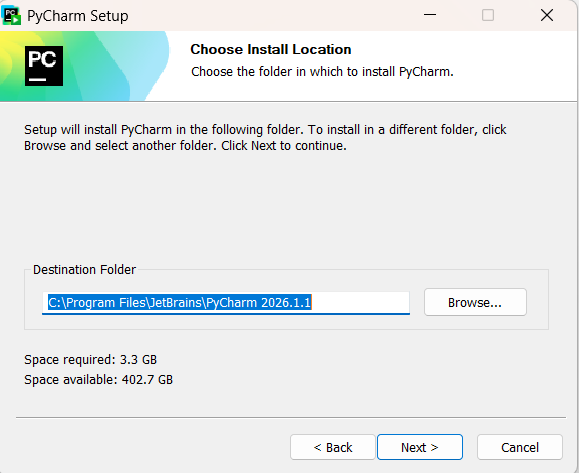 PyCharm Setup
PC
Choose Install Location
Choose the folder in which to install PyCharm.
Setup will install PyCharm in the following folder. To install in a different folder, click
Browse and select another folder. Click Next to continue.
Destination Folder
C:\Program Files\JetBrains\PyCharm 2026.1.1
Browse...
Space required: 3.3 GB
Space available: 402.7 GB
< Back
Next >
Cancel